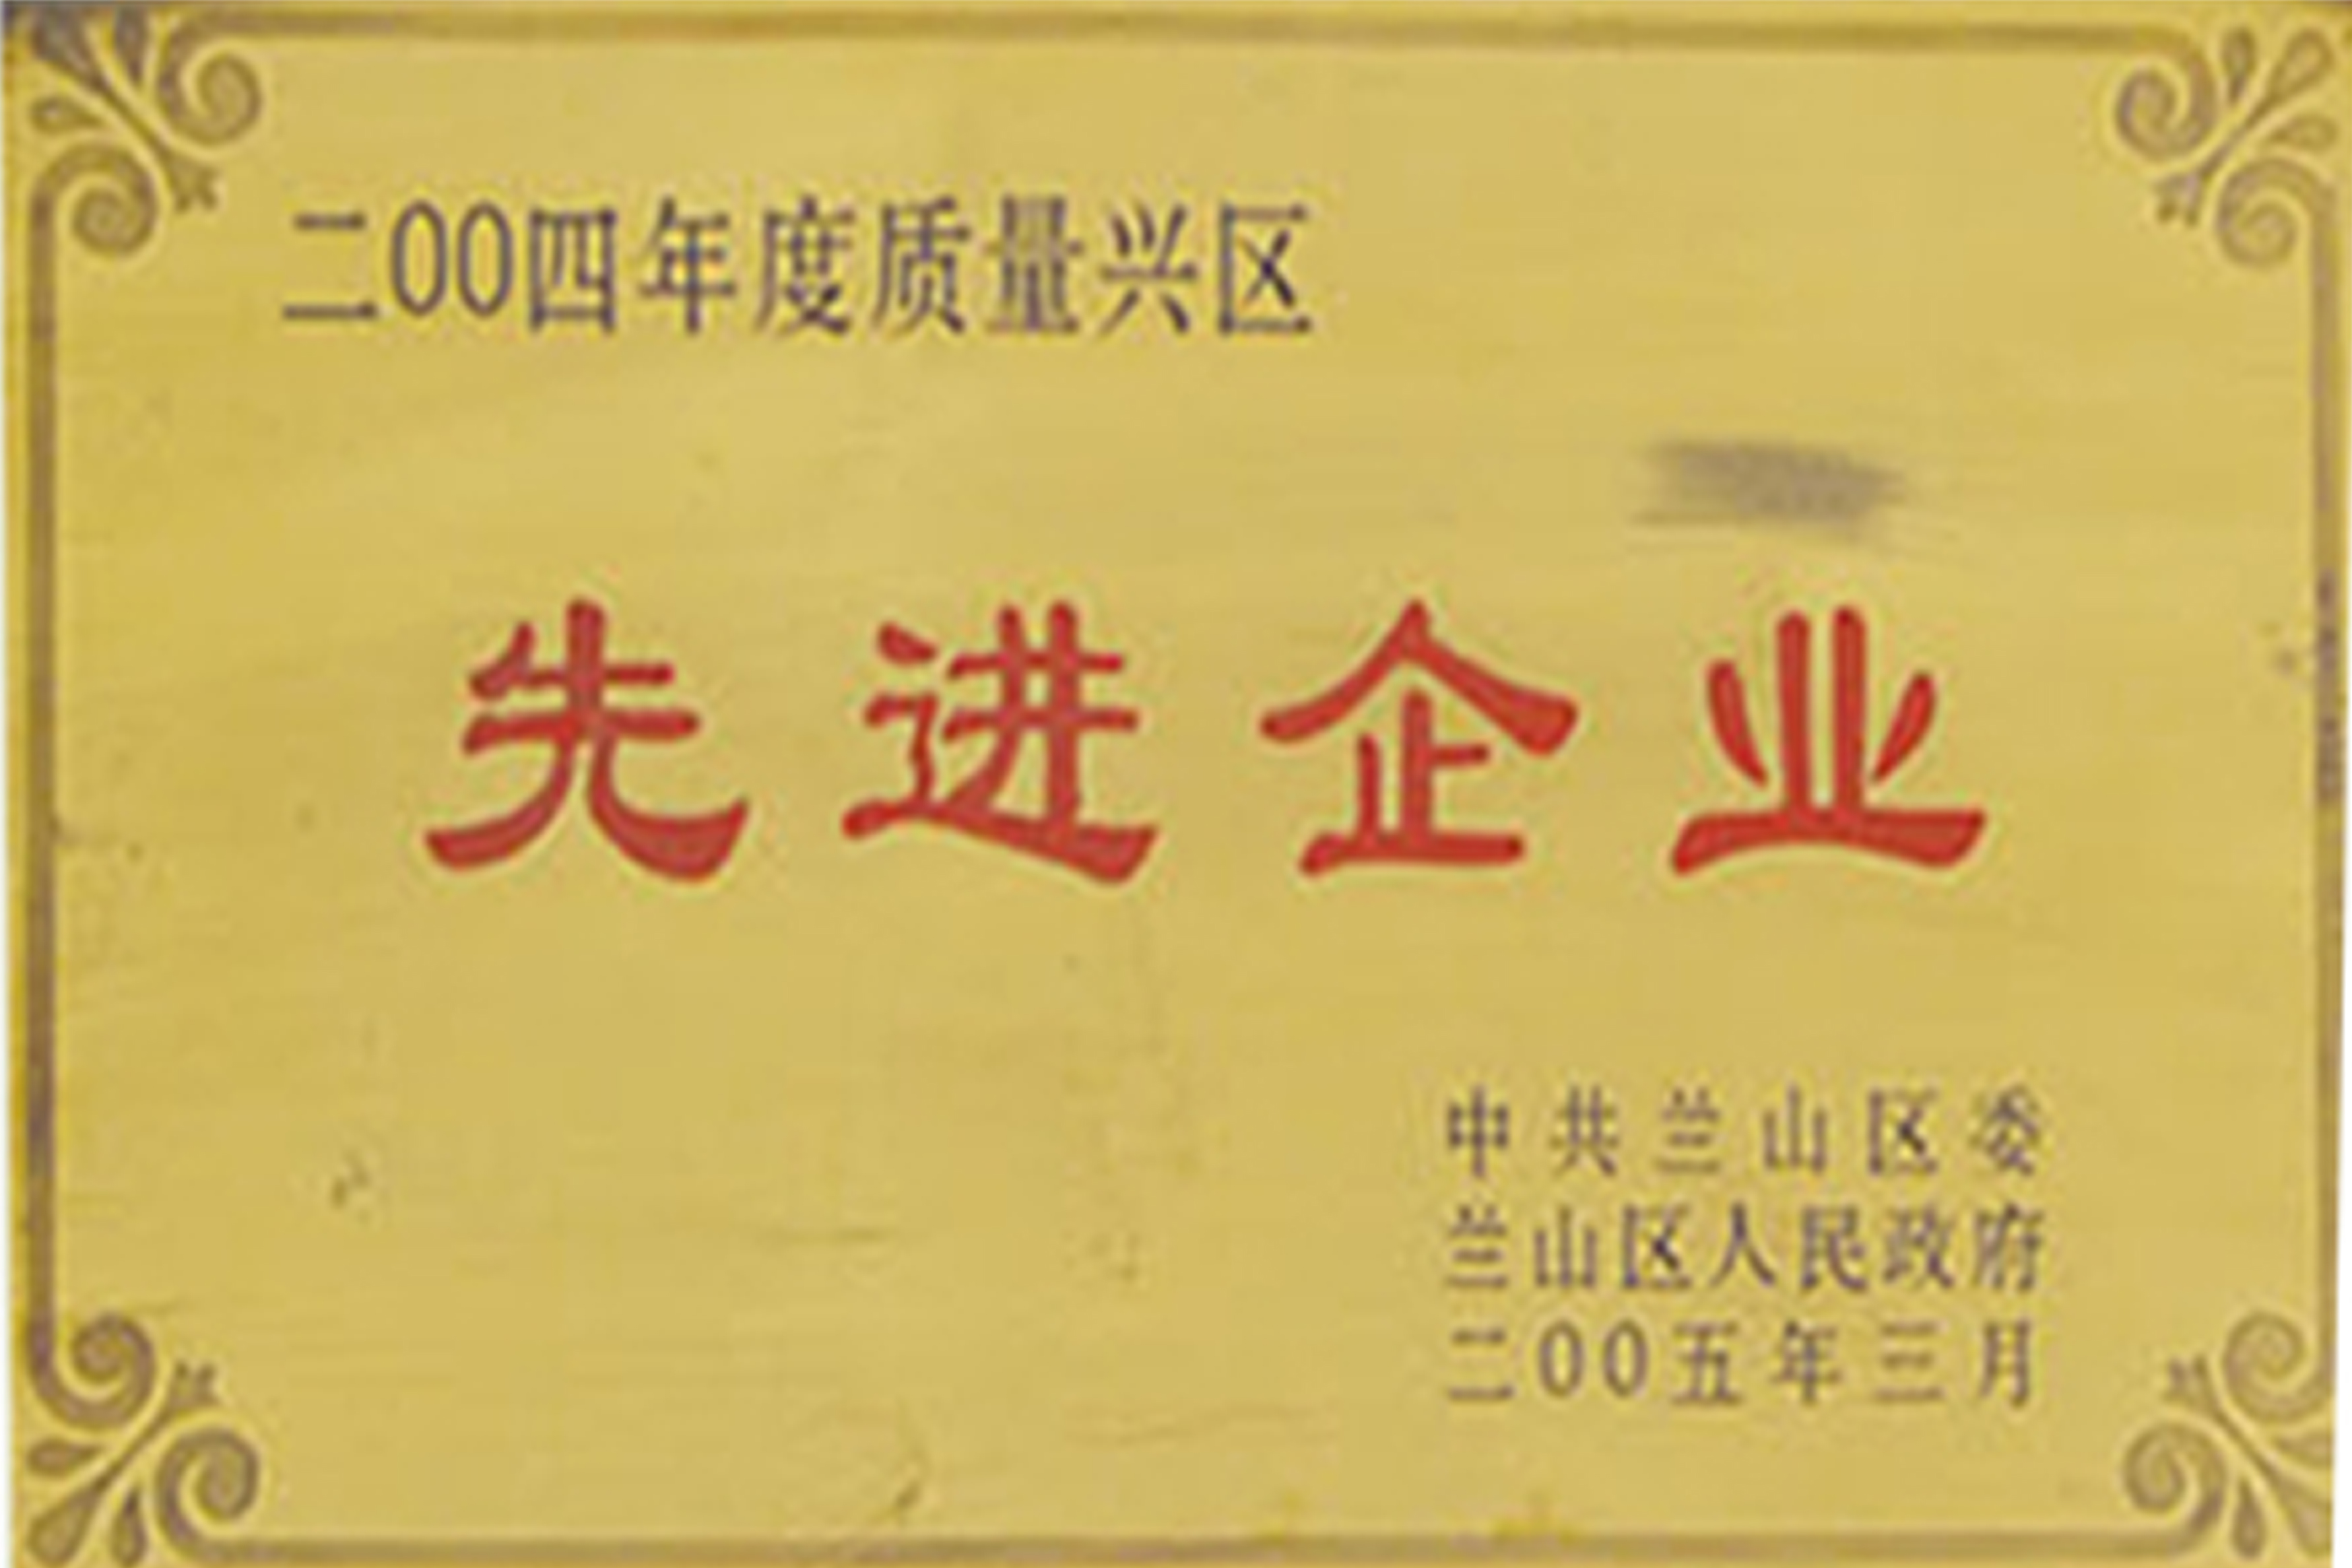 二00四年度质量兴区
先进企业
中共兰山区委
兰山区人民政府
二00五年三月